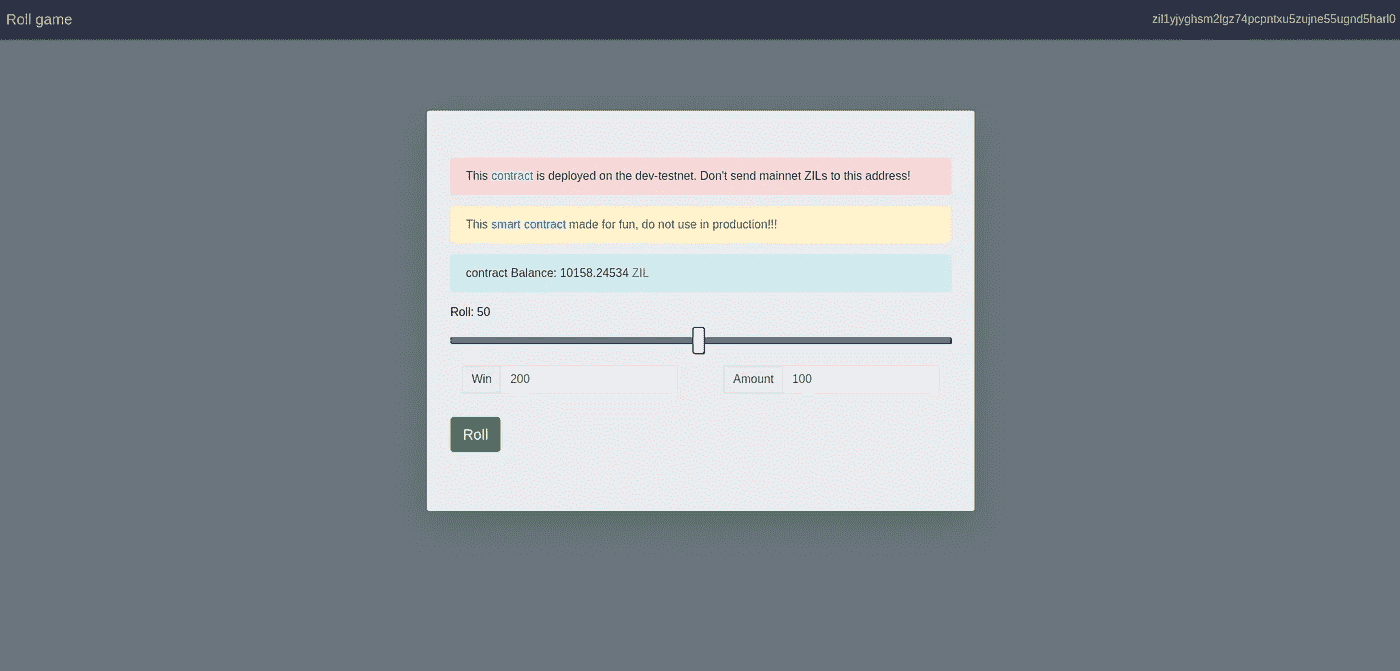 Roll game
zil1yjyghsm2lgz74pcpntxu5zujne55ugnd5harl0
This contract is deployed on the dev-testnet. Don't send mainnet ZILs to this address!
This smart contract made for fun, do not use in production!!!
contract Balance: 10158.24534 ZIL
Roll: 50
Win 200 Amount 100
Roll